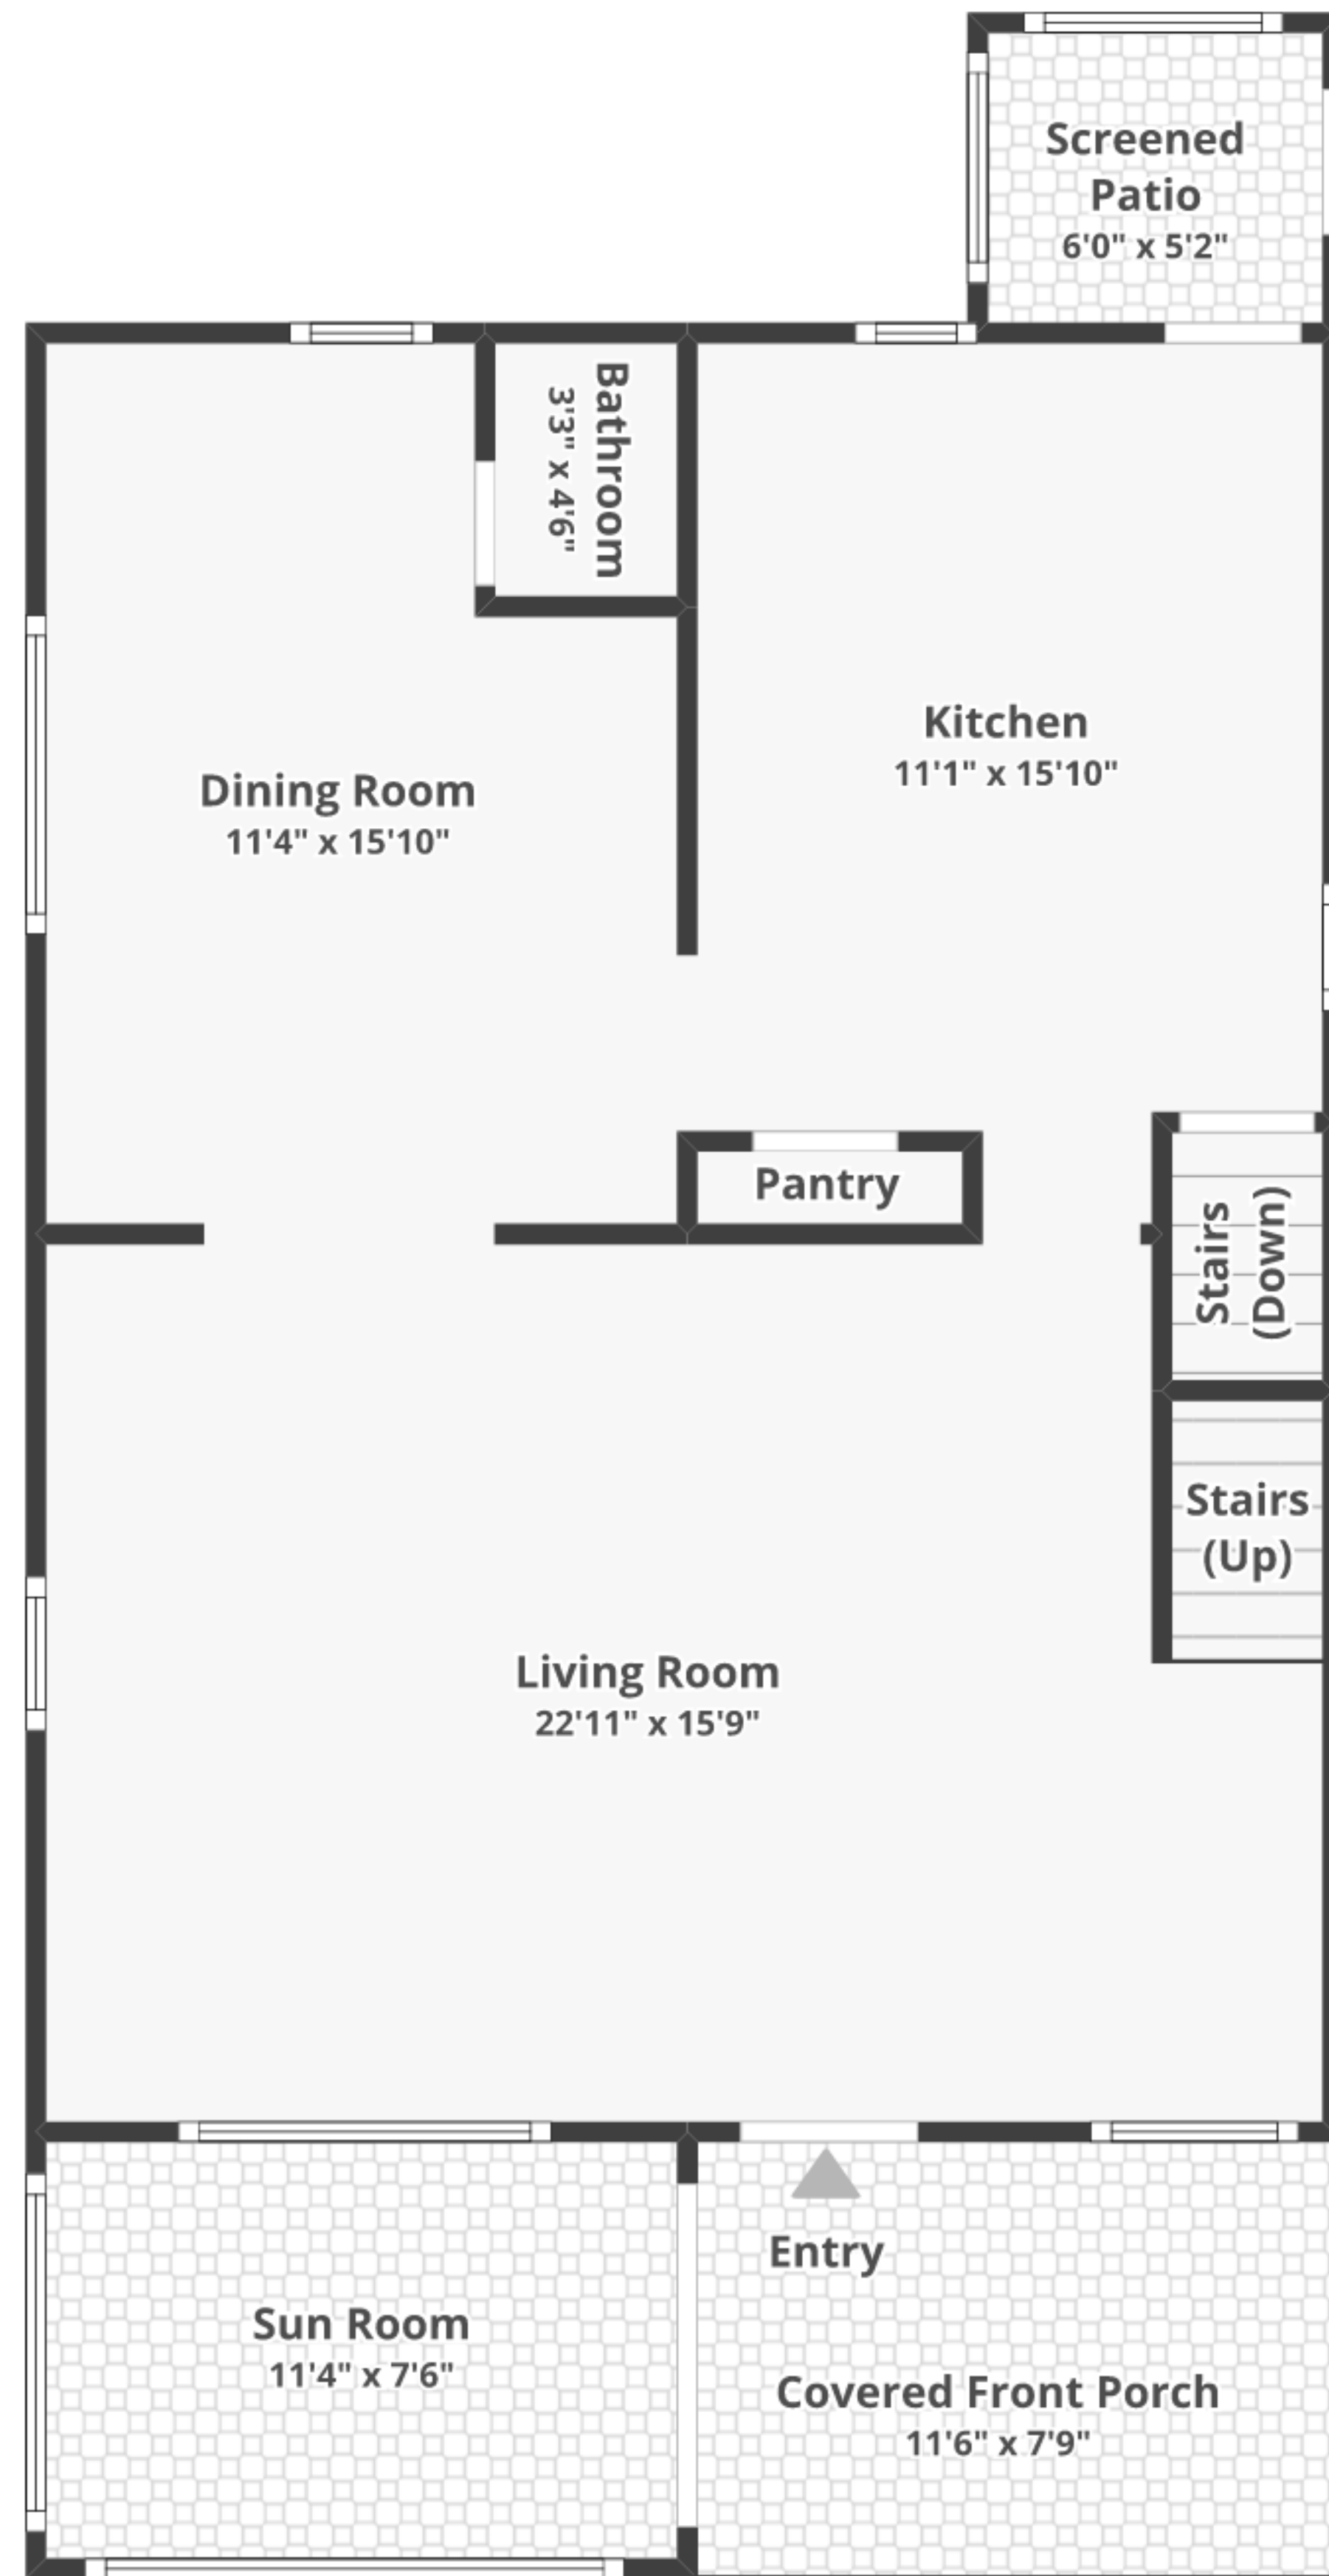 Screened
Patio
6'0" x 5'2"
Bathroom
3'3" x 4'6"
Kitchen
11'1" x 15'10"
Dining Room
11'4" x 15'10"
Pantry
Stairs
(Down)
Stairs
(Up)
Living Room
22'11" x 15'9"
Entry
Sun Room
11'4" x 7'6"
Covered Front Porch
11'6" x 7'9"